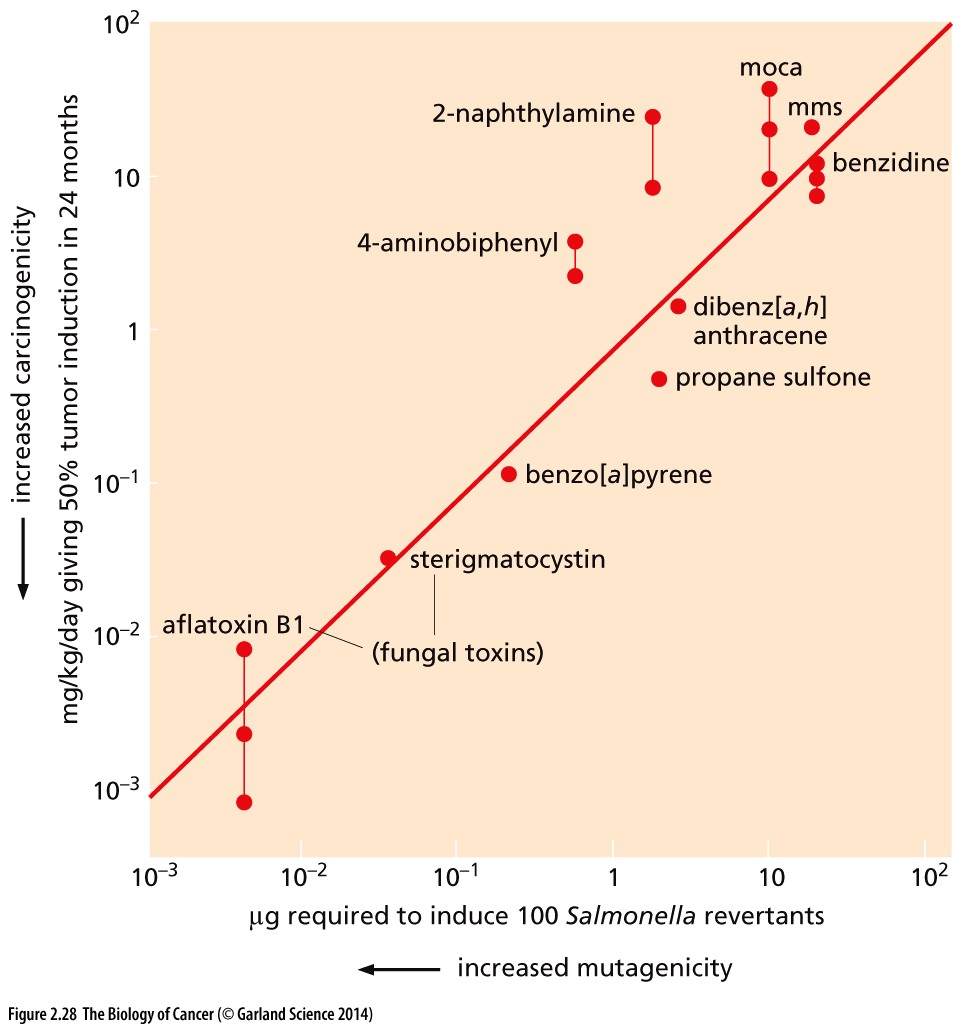 10²
moca
2-naphthylamine
mms
10
benzidine
4-aminobiphenyl
1
dibenz[a,h]
anthracene
propane sulfone
10⁻¹
benzo[a]pyrene
sterigmatocystin
10⁻²
aflatoxin B1
(fungal toxins)
10⁻³
increased carcinogenicity
mg/kg/day giving 50% tumor induction in 24 months
10⁻³ 10⁻² 10⁻¹ 1 10 10²
µg required to induce 100 Salmonella revertants
increased mutagenicity
Figure 2.28 The Biology of Cancer (© Garland Science 2014)